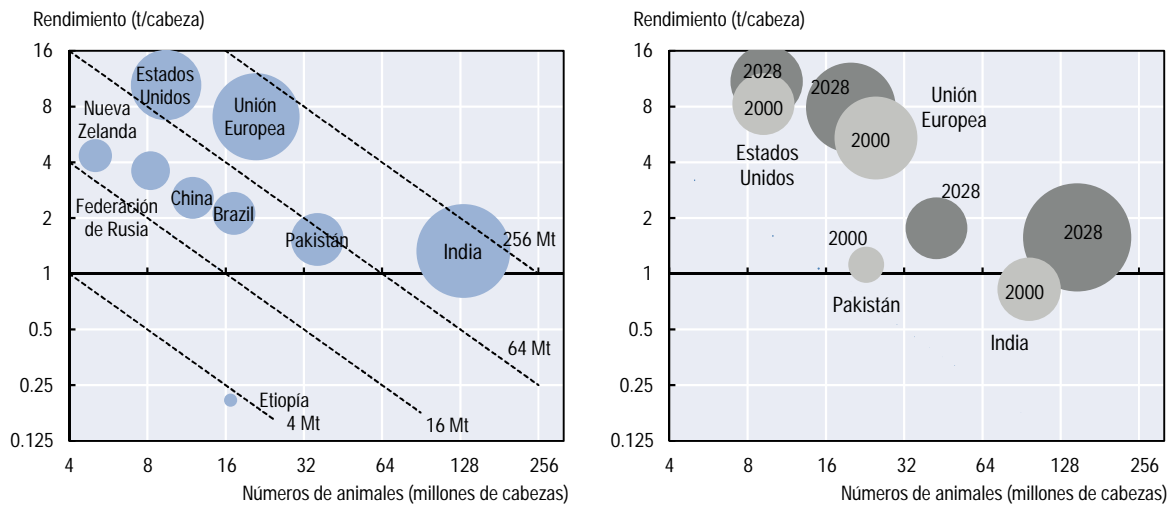 Rendimiento (t/cabeza)
16
8
4
2
1
0.5
0.25
0.125
Estados
Unidos
Unión
Europea
Nueva
Zelanda
Federación
de Rusia
China
Brazil
Pakistán
India
256 Mt
64 Mt
16 Mt
4 Mt
Etiopía
4
8
16
32
64
128
256
Números de animales (millones de cabezas)
Rendimiento (t/cabeza)
16
8
4
2
1
0.5
0.25
0.125
2028
2000
Estados
Unidos
2028
2000
Unión
Europea
2028
2000
Pakistán
2028
2000
India
4
8
16
32
64
128
256
Números de animales (millones de cabezas)